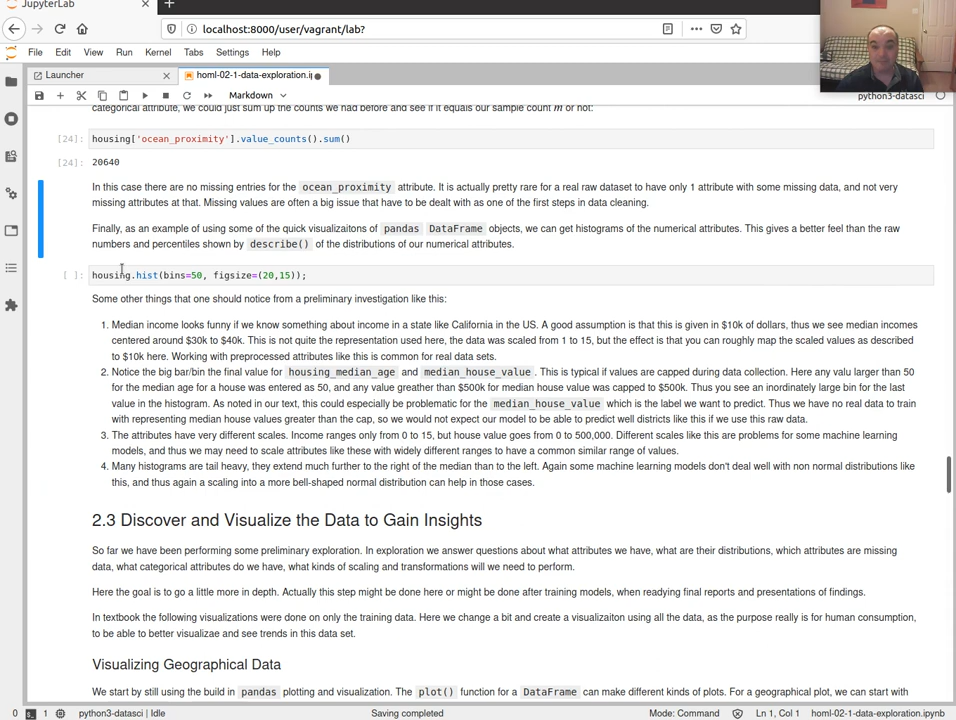 JupyterLab
localhost:8000/user/vagrant/lab?
File Edit View Run Kernel Tabs Settings Help
Launcher
homl-02-1-data-exploration.ip
Markdown
python3-datasci
categorical attribute, we could just sum up the counts we had before and see if it equals our sample count m or not:
[24]: housing['ocean_proximity'].value_counts().sum()
[24]: 20640
In this case there are no missing entries for the ocean_proximity attribute. It is actually pretty rare for a real raw dataset to have only 1 attribute with some missing data, and not very
missing attributes at that. Missing values are often a big issue that have to be dealt with as one of the first steps in data cleaning.
Finally, as an example of using some of the quick visualizaitons of pandas DataFrame objects, we can get histograms of the numerical attributes. This gives a better feel than the raw
numbers and percentiles shown by describe() of the distributions of our numerical attributes.
[ ]: housing.hist(bins=50, figsize=(20,15));
Some other things that one should notice from a preliminary investigation like this:
1. Median income looks funny if we know something about income in a state like California in the US. A good assumption is that this is given in $10k of dollars, thus we see median incomes
centered around $30k to $40k. This is not quite the representation used here, the data was scaled from 1 to 15, but the effect is that you can roughly map the scaled values as described
to $10k here. Working with preprocessed attributes like this is common for real data sets.
2. Notice the big bar/bin the final value for housing_median_age and median_house_value . This is typical if values are capped during data collection. Here any valu larger than 50
for the median age for a house was entered as 50, and any value greather than $500k for median house value was capped to $500k. Thus you see an inordinately large bin for the last
value in the histogram. As noted in our text, this could especially be problematic for the median_house_value which is the label we want to predict. Thus we have no real data to train
with representing median house values greater than the cap, so we would not expect our model to be able to predict well districts like this if we use this raw data.
3. The attributes have very different scales. Income ranges only from 0 to 15, but house value goes from 0 to 500,000. Different scales like this are problems for some machine learning
models, and thus we may need to scale attributes like these with widely different ranges to have a common similar range of values.
4. Many histograms are tail heavy, they extend much further to the right of the median than to the left. Again some machine learning models don't deal well with non normal distributions like
this, and thus again a scaling into a more bell-shaped normal distribution can help in those cases.
2.3 Discover and Visualize the Data to Gain Insights
So far we have been performing some preliminary exploration. In exploration we answer questions about what attributes we have, what are their distributions, which attributes are missing
data, what categorical attributes do we have, what kinds of scaling and transformations will we need to perform.
Here the goal is to go a little more in depth. Actually this step might be done here or might be done after training models, when readying final reports and presentations of findings.
In textbook the following visualizations were done on only the training data. Here we change a bit and create a visualizaiton using all the data, as the purpose really is for human consumption,
to be able to better visualizae and see trends in this data set.
Visualizing Geographical Data
We start by still using the build in pandas plotting and visualization. The plot() function for a DataFrame can make different kinds of plots. For a geographical plot, we can start with
0 1 python3-datasci | Idle Saving completed Mode: Command Ln 1, Col 1 homl-02-1-data-exploration.ipynb